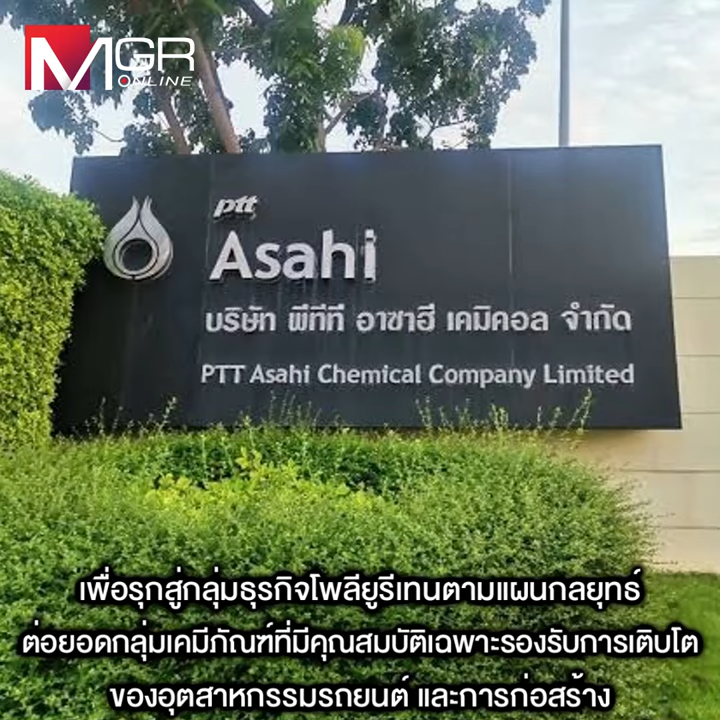 MGR
ONLINE
ptt
Asahi
บริษัท พีทีที อาซาฮี เคมิคอล จำกัด
PTT Asahi Chemical Company Limited
เพื่อรุกสู่กลุ่มธุรกิจโพลียูรีเทนตามแผนกลยุทธ์
ต่อยอดกลุ่มเคมีภัณฑ์ที่มีคุณสมบัติเฉพาะรองรับการเติบโต
ของอุตสาหกรรมรถยนต์ และการก่อสร้าง